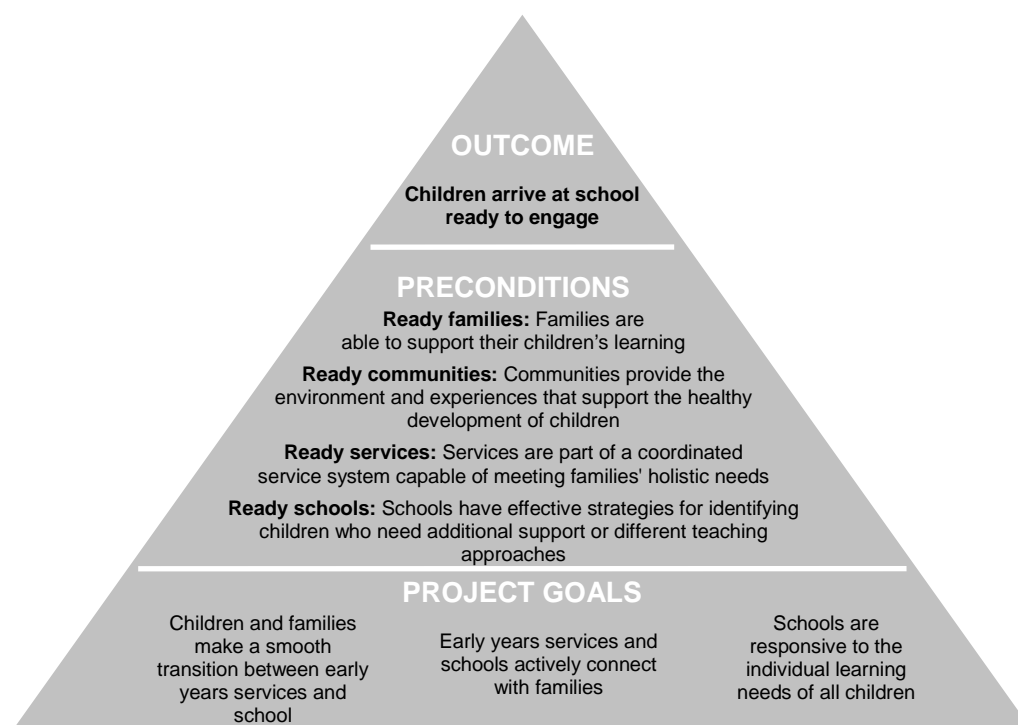 OUTCOME
Children arrive at school
ready to engage
PRECONDITIONS
Ready families: Families are
able to support their children's learning
Ready communities: Communities provide the
environment and experiences that support the healthy
development of children
Ready services: Services are part of a coordinated
service system capable of meeting families' holistic needs
Ready schools: Schools have effective strategies for identifying
children who need additional support or different teaching
approaches
PROJECT GOALS
Children and families
make a smooth
transition between early
years services and
school
Early years services and
schools actively connect
with families
Schools are
responsive to the
individual learning
needs of all children